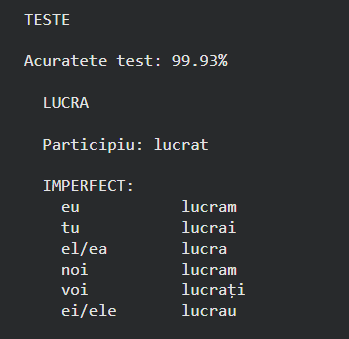 TESTE
Acuratete test: 99.93%
LUCRA
Participiu: lucrat
IMPERFECT:
eu lucram
tu lucrai
el/ea lucra
noi lucram
voi lucrați
ei/ele lucrau